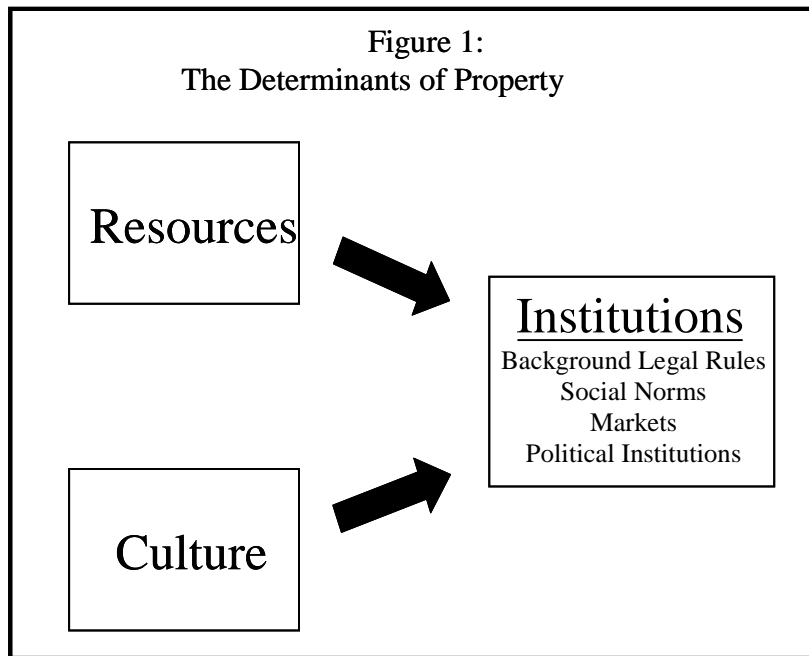 Figure 1:
The Determinants of Property
Resources
Institutions
Background Legal Rules
Social Norms
Markets
Political Institutions
Culture